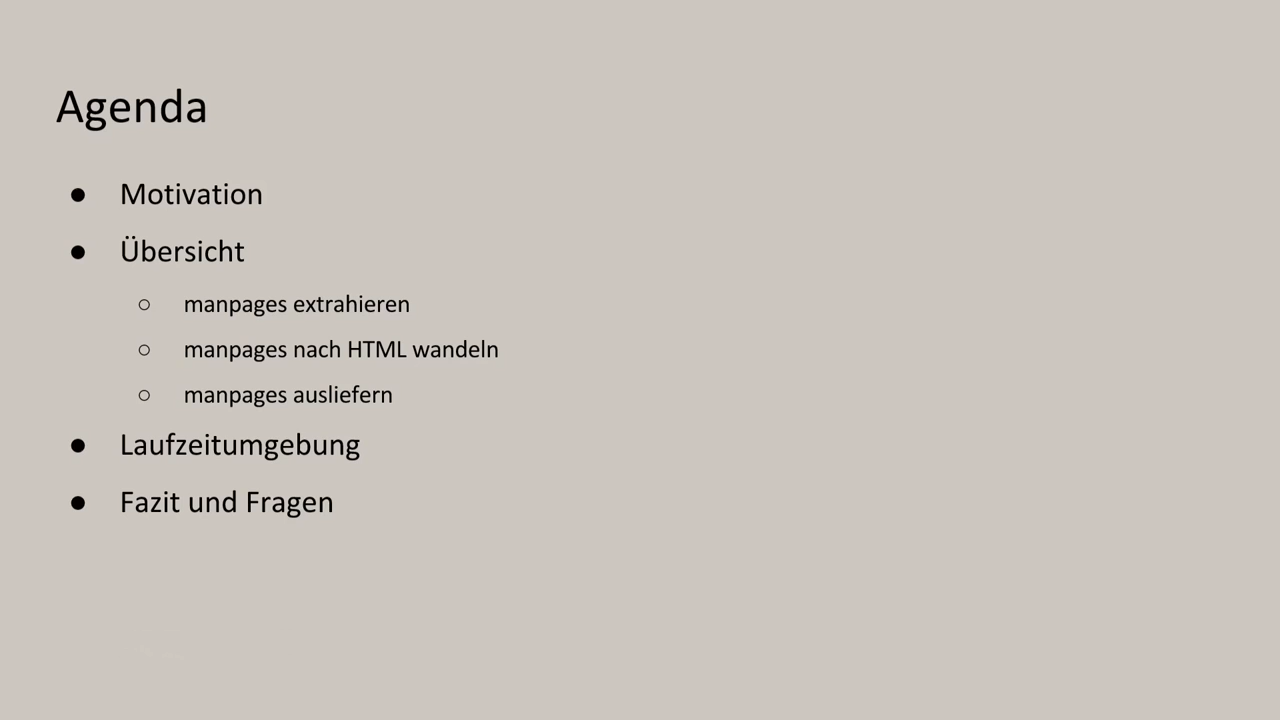 Agenda
● Motivation
● Übersicht
○ manpages extrahieren
○ manpages nach HTML wandeln
○ manpages ausliefern
● Laufzeitumgebung
● Fazit und Fragen